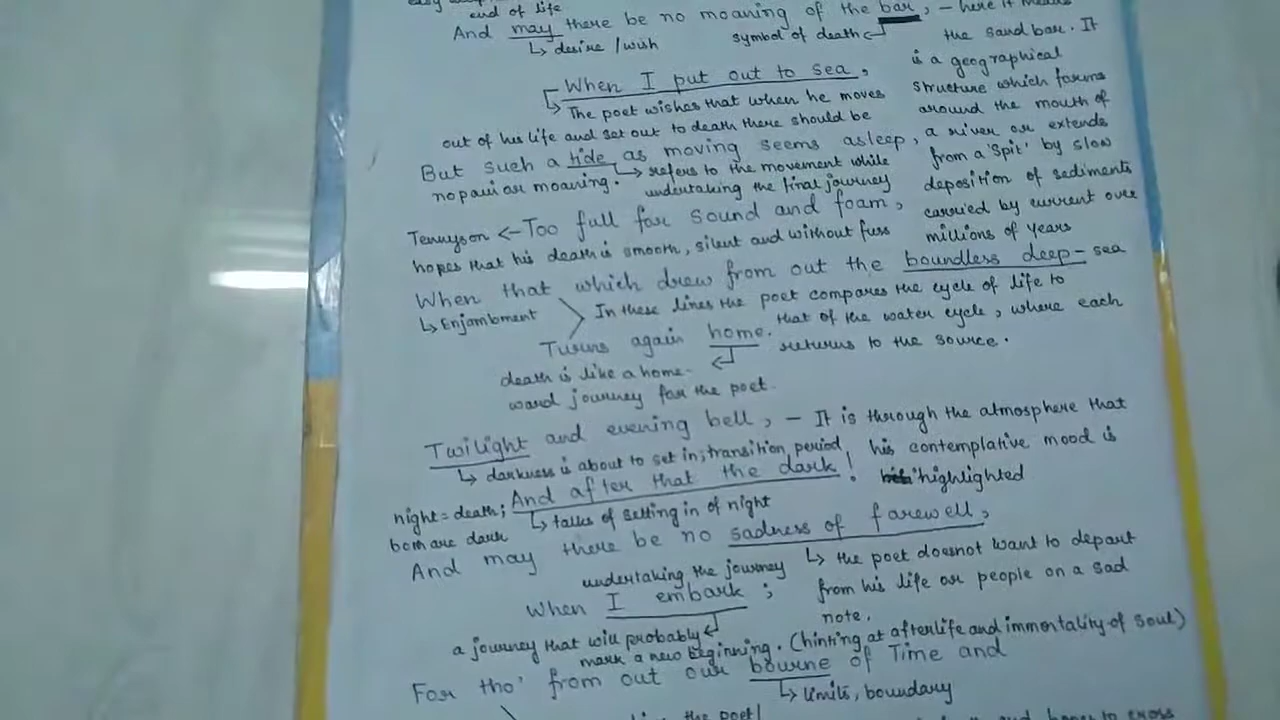 end of life
And may there be no moaning of the bar, - here it means
↳ desire / wish symbol of death the sand bar. It
When I put out to sea, is a geographical
↳ The poet wishes that when he moves structure which forms
out of his life and set out to death there should be around the mouth of
But such a tide as moving seems asleep, a river or extends
no pain or moaning. ↳ refers to the movement while from a 'spit' by slow
undertaking the final journey deposition of sediments
Tennyson ← Too full for sound and foam, carried by current over
hopes that his death is smooth, silent and without fuss millions of years
When that which drew from out the boundless deep - sea
↳ Enjambment In these lines the poet compares the cycle of life to
Turns again home. that of the water cycle, where each
returns to the source.
death is like a home-
ward journey for the poet.
Twilight and evening bell, - It is through the atmosphere that
↳ darkness is about to set in; transition period his contemplative mood is
And after that the dark! highlighted
night = death; ↳ talks of setting in of night
both are dark
And may there be no sadness of farewell,
undertaking the journey ↳ the poet doesnot want to depart
When I embark; from his life or people on a sad
note.
a journey that will probably
mark a new beginning. (hinting at afterlife and immortality of soul)
For tho' from out our bourne of Time and
↳ limits, boundary
the poet